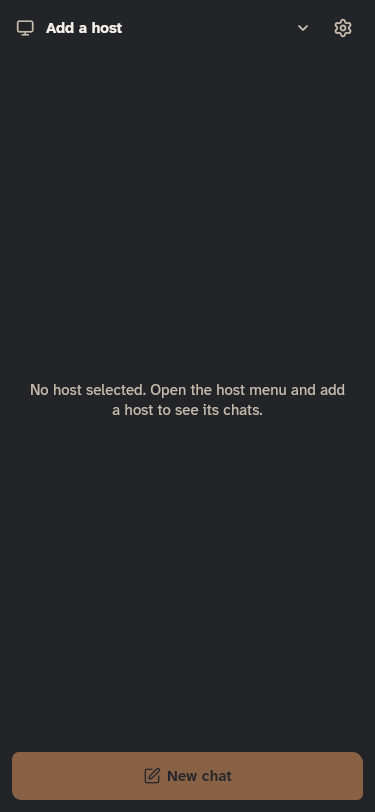 Add a host
No host selected. Open the host menu and add
a host to see its chats.
New chat